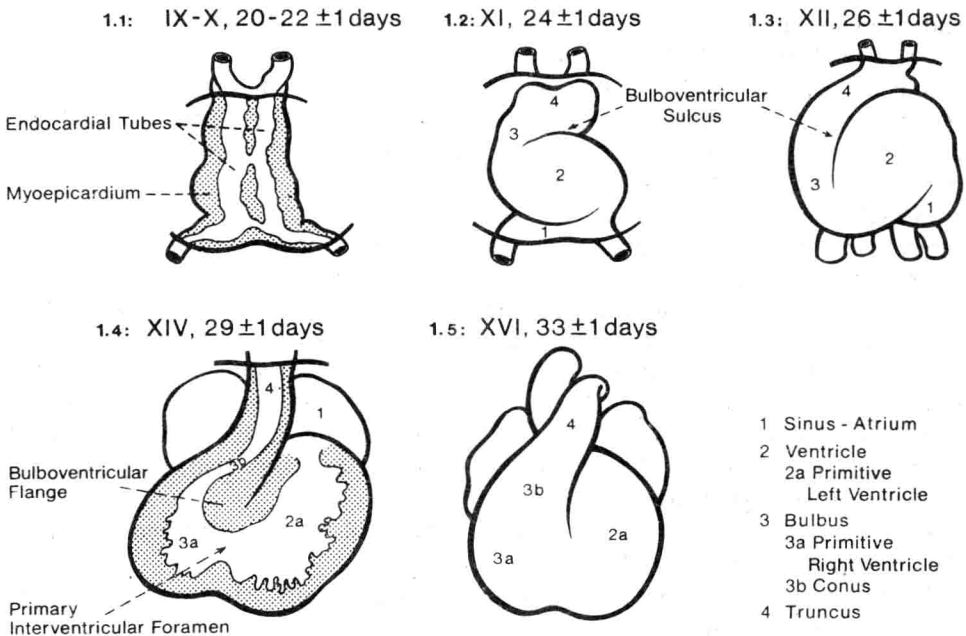 1.1: IX-X, 20-22 ±1 days
1.2: XI, 24 ±1 days
1.3: XII, 26 ±1 days
Endocardial Tubes
Myoepicardium
4
3
2
1
Bulboventricular
Sulcus
4
2
3
1
1.4: XIV, 29 ±1 days
1.5: XVI, 33 ±1 days
4
1
3b
Bulboventricular
Flange
2a
3a
Primary
Interventricular Foramen
4
3b
2a
3a
1 Sinus - Atrium
2 Ventricle
2a Primitive
Left Ventricle
3 Bulbus
3a Primitive
Right Ventricle
3b Conus
4 Truncus